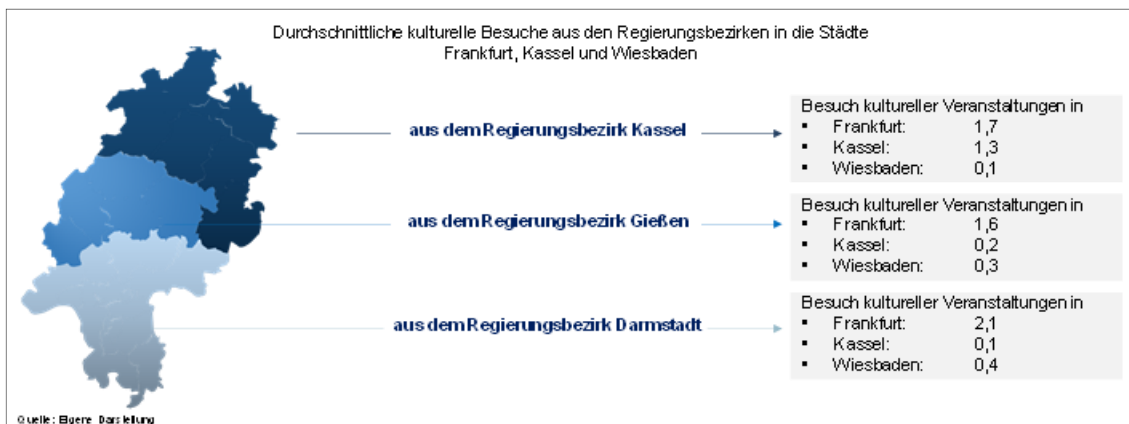 Durchschnittliche kulturelle Besuche aus den Regierungsbezirken in die Städte
Frankfurt, Kassel und Wiesbaden
aus dem Regierungsbezirk Kassel
Besuch kultureller Veranstaltungen in
▪ Frankfurt: 1,7
▪ Kassel: 1,3
▪ Wiesbaden: 0,1
aus dem Regierungsbezirk Gießen
Besuch kultureller Veranstaltungen in
▪ Frankfurt: 1,6
▪ Kassel: 0,2
▪ Wiesbaden: 0,3
aus dem Regierungsbezirk Darmstadt
Besuch kultureller Veranstaltungen in
▪ Frankfurt: 2,1
▪ Kassel: 0,1
▪ Wiesbaden: 0,4
Quelle: Eigene Darstellung